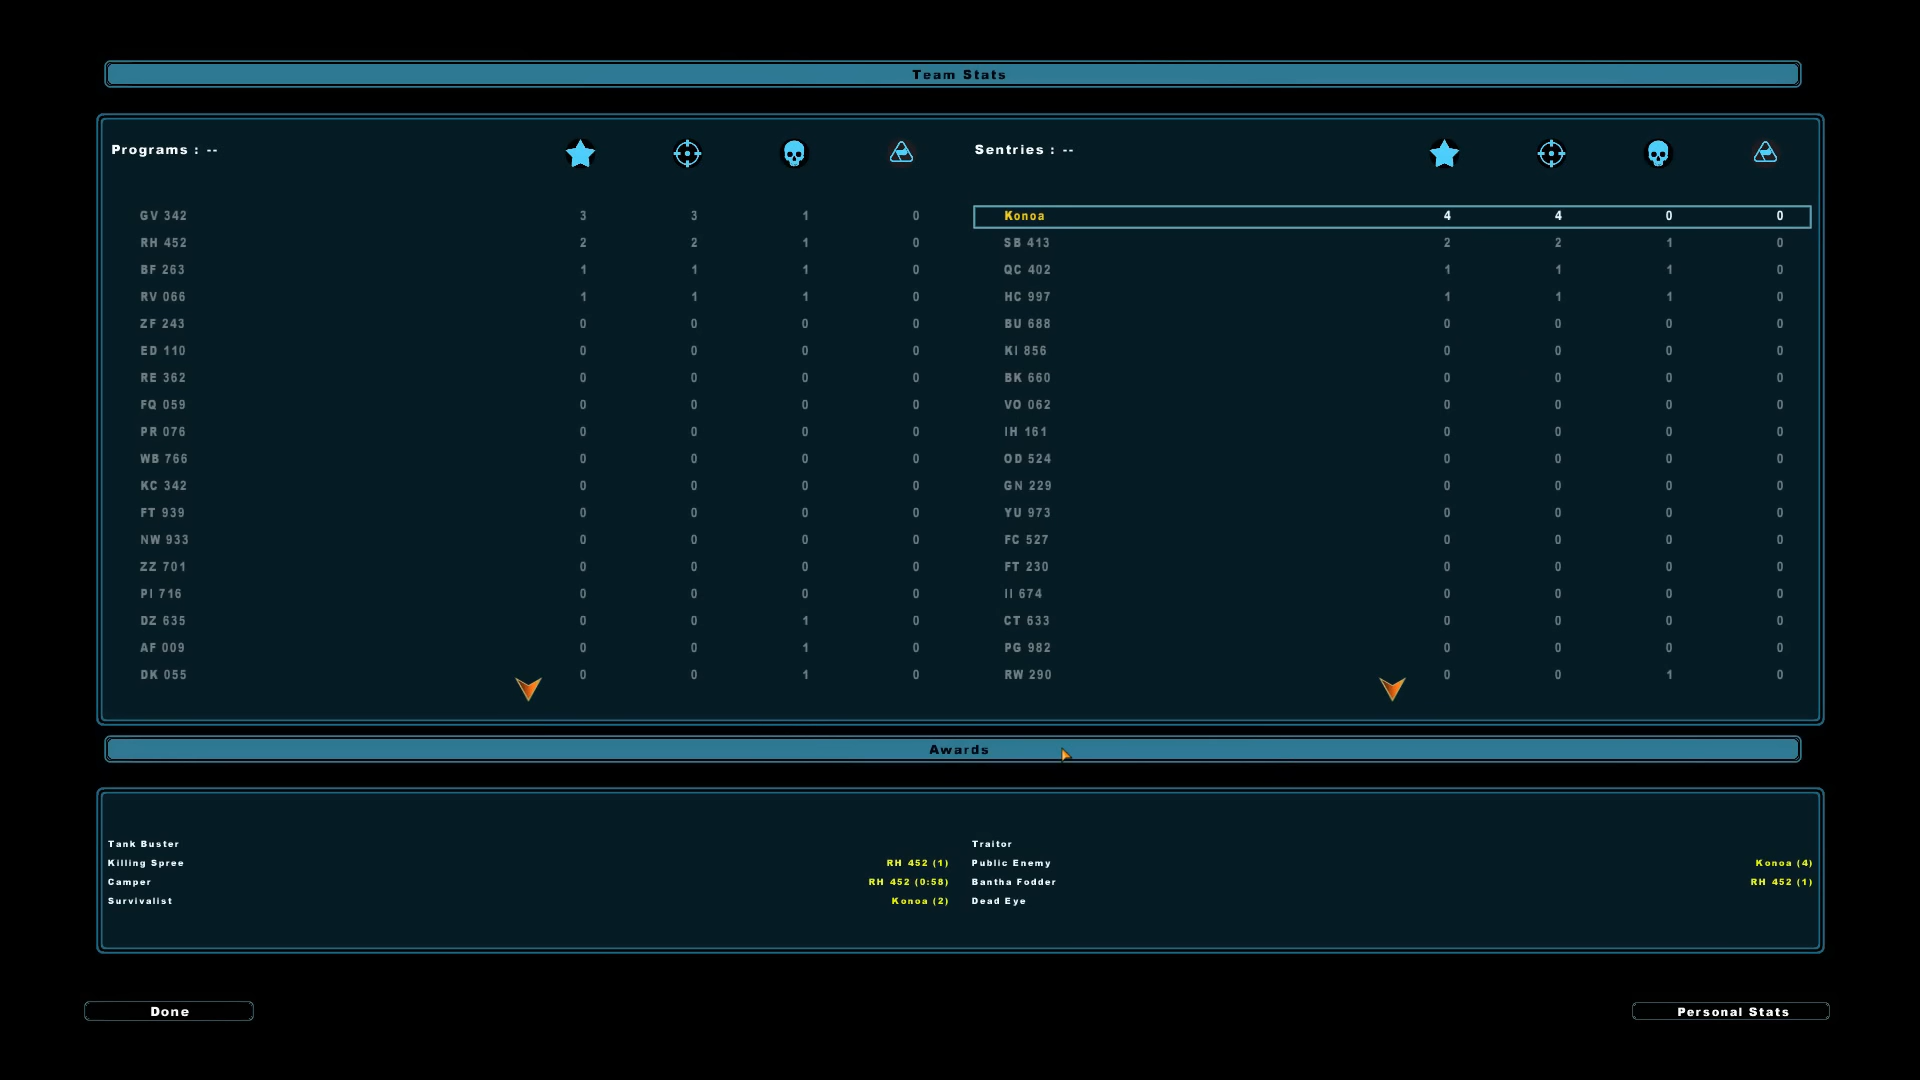 Team Stats
Programs : --
Sentries : --
GV 342 3 3 1 0
Konoa 4 4 0 0
RH 452 2 2 1 0
SB 413 2 2 1 0
BF 263 1 1 1 0
QC 402 1 1 1 0
RV 066 1 1 1 0
HC 997 1 1 1 0
ZF 243 0 0 0 0
BU 688 0 0 0 0
ED 110 0 0 0 0
KI 856 0 0 0 0
RE 362 0 0 0 0
BK 660 0 0 0 0
FQ 059 0 0 0 0
VO 062 0 0 0 0
PR 076 0 0 0 0
IH 161 0 0 0 0
WB 766 0 0 0 0
OD 524 0 0 0 0
KC 342 0 0 0 0
GN 229 0 0 0 0
FT 939 0 0 0 0
YU 973 0 0 0 0
NW 933 0 0 0 0
FC 527 0 0 0 0
ZZ 701 0 0 0 0
FT 230 0 0 0 0
PI 716 0 0 0 0
II 674 0 0 0 0
DZ 635 0 0 1 0
CT 633 0 0 0 0
AF 009 0 0 1 0
PG 982 0 0 0 0
DK 055 0 0 1 0
RW 290 0 0 1 0
Awards
Tank Buster
Traitor
Killing Spree RH 452 (1)
Public Enemy Konoa (4)
Camper RH 452 (0:58)
Bantha Fodder RH 452 (1)
Survivalist Konoa (2)
Dead Eye
Done
Personal Stats